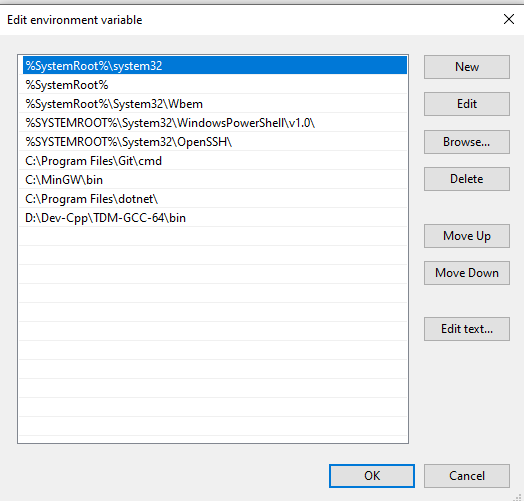 Edit environment variable
%SystemRoot%\system32
%SystemRoot%
%SystemRoot%\System32\Wbem
%SYSTEMROOT%\System32\WindowsPowerShell\v1.0\
%SYSTEMROOT%\System32\OpenSSH\
C:\Program Files\Git\cmd
C:\MinGW\bin
C:\Program Files\dotnet\
D:\Dev-Cpp\TDM-GCC-64\bin
New
Edit
Browse...
Delete
Move Up
Move Down
Edit text...
OK
Cancel